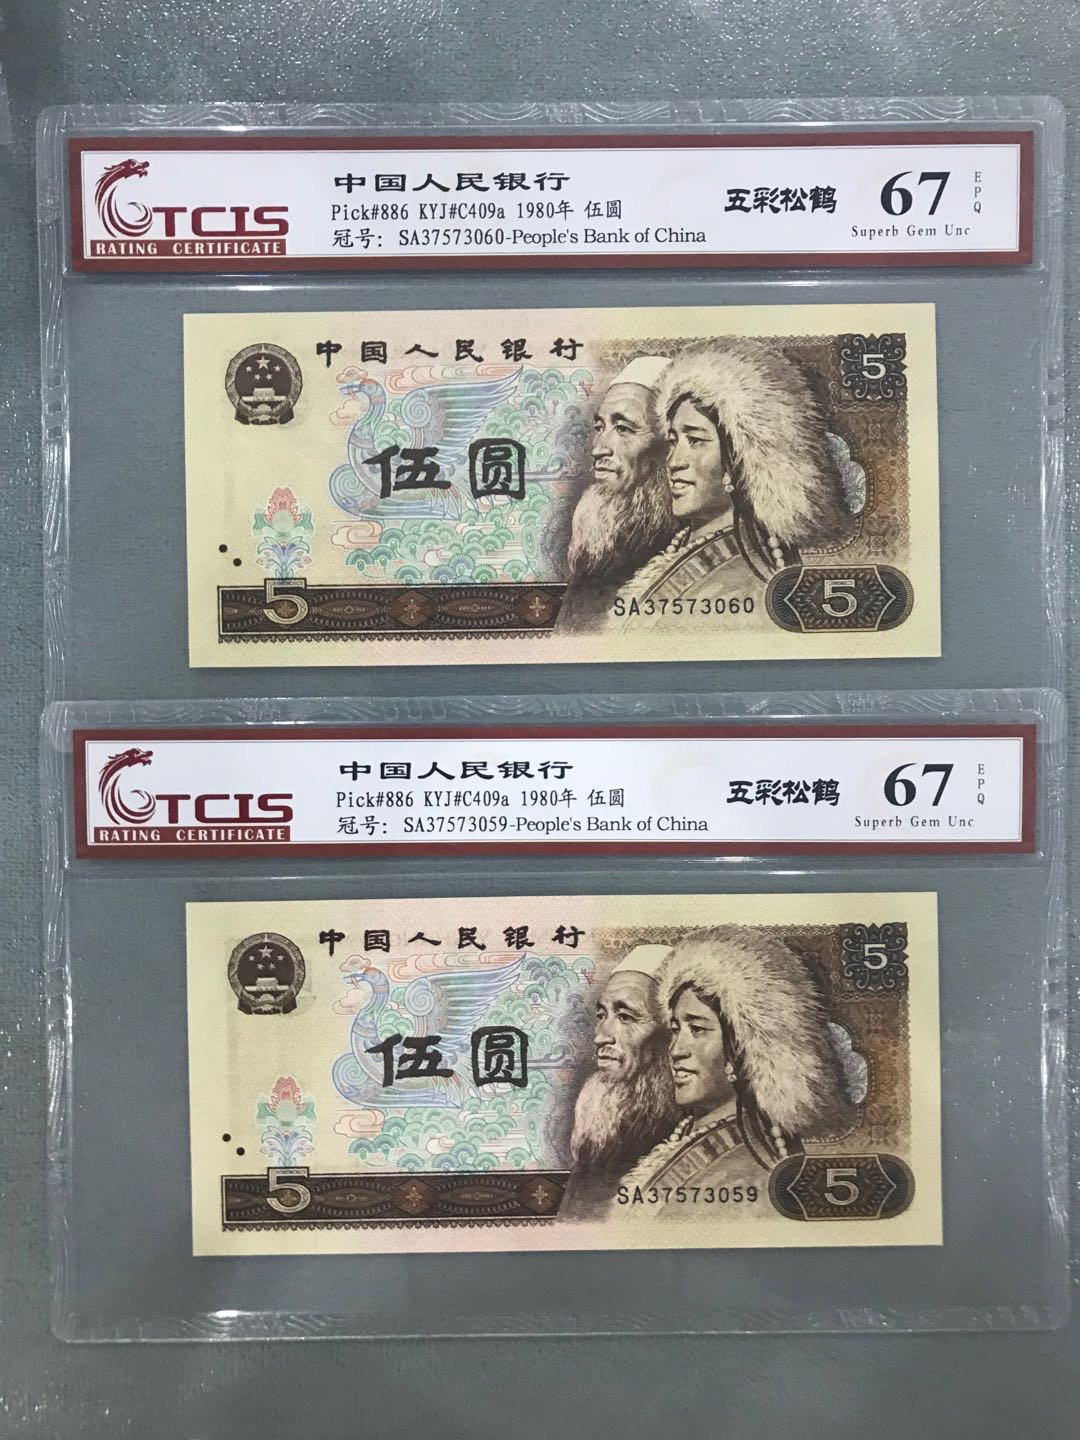 TCIS
RATING CERTIFICATE
中国人民银行
Pick#886 KYJ#C409a 1980年 伍圆
冠号: SA37573060-People's Bank of China
五彩松鹤
67
EPQ
Superb Gem Unc
中国人民银行
5
伍圆
5
SA37573060
5
TCIS
RATING CERTIFICATE
中国人民银行
Pick#886 KYJ#C409a 1980年 伍圆
冠号: SA37573059-People's Bank of China
五彩松鹤
67
EPQ
Superb Gem Unc
中国人民银行
5
伍圆
5
SA37573059
5